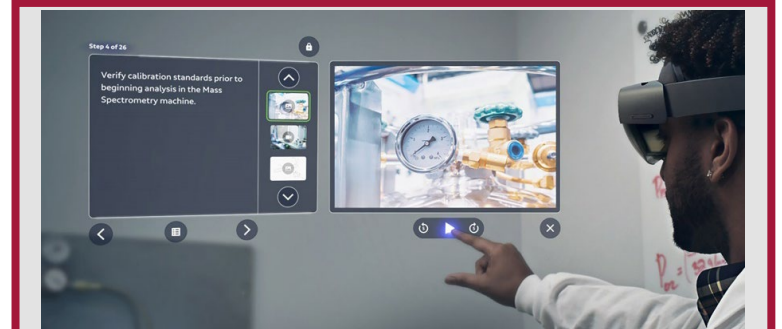 Step 4 of 26
Verify calibration standards prior to
beginning analysis in the Mass
Spectrometry machine.